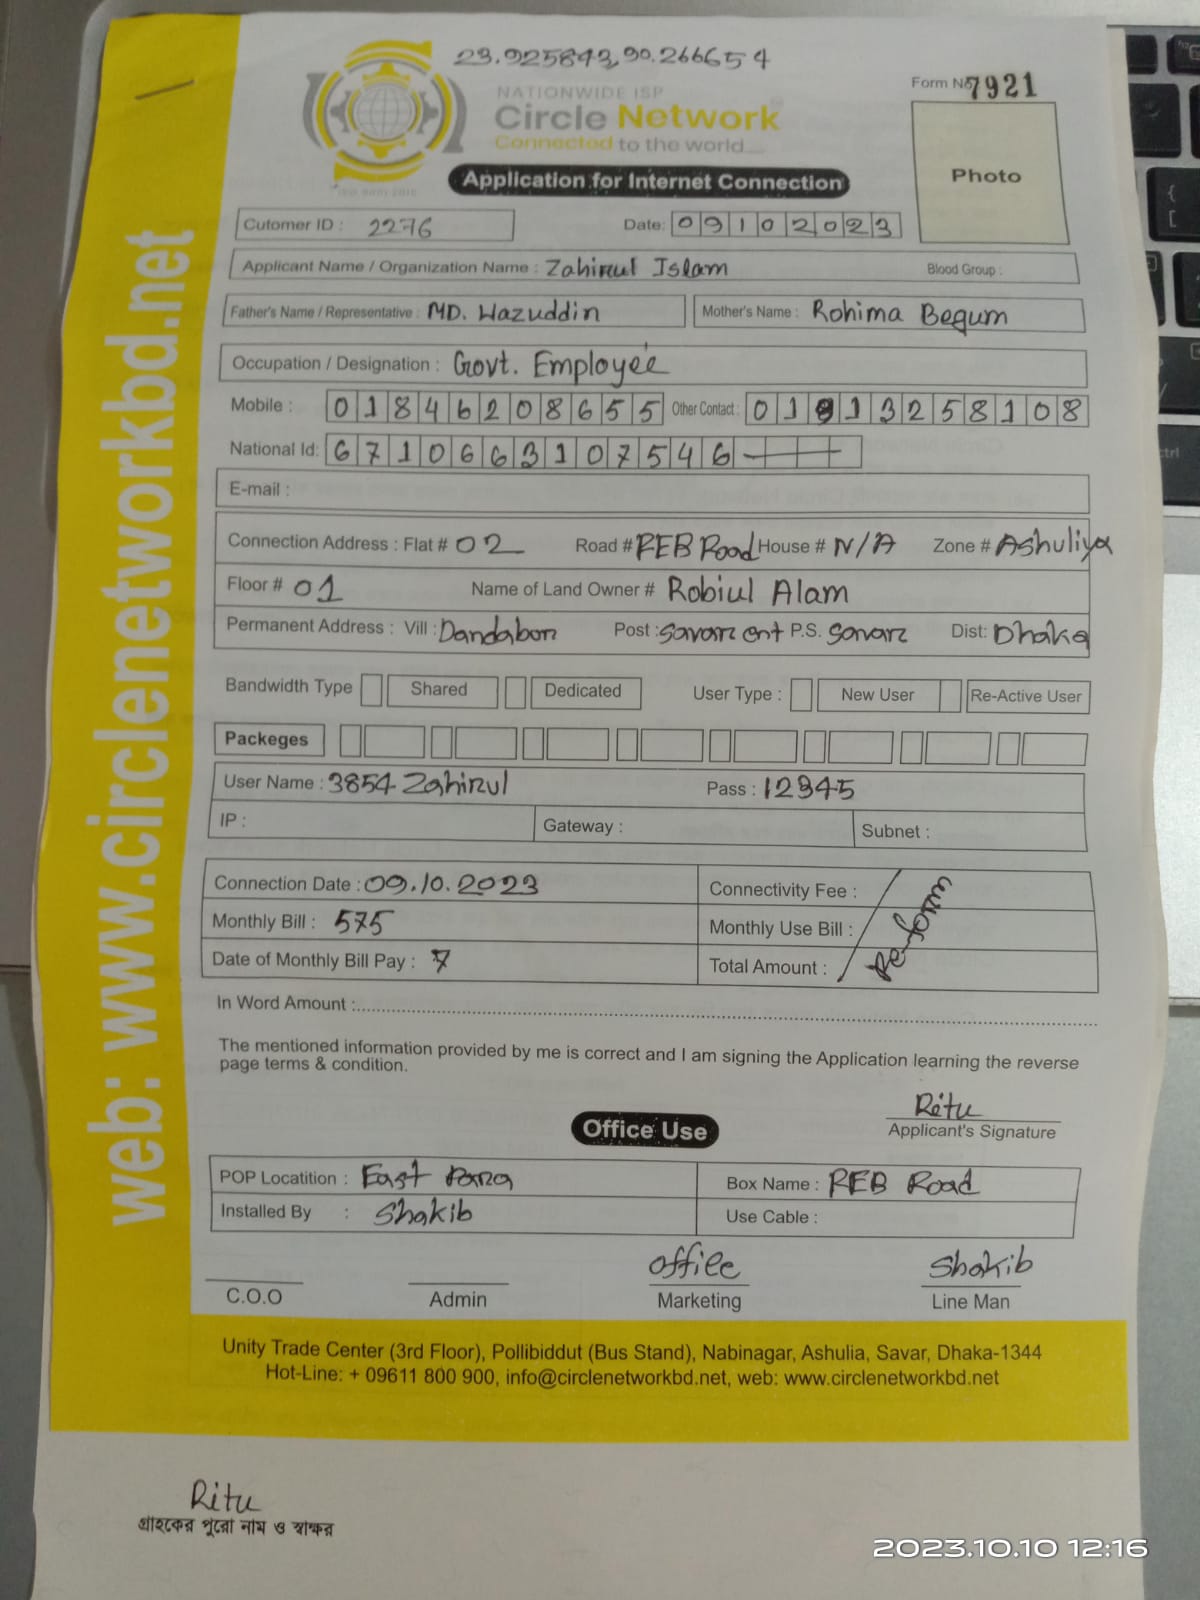 23.925843,90.266654
NATIONWIDE ISP
Circle Network
Connected to the world...
Form No 7921
Photo
Application for Internet Connection
Cutomer ID : 2276
Date: 09102023
Applicant Name / Organization Name : Zahirul Islam
Blood Group :
Father's Name / Representative : MD. Wazuddin
Mother's Name : Rohima Begum
Occupation / Designation : Govt. Employee
Mobile : 01846208655 Other Contact : 01913258108
National Id: 6710663107546
E-mail :
Connection Address : Flat # 02 Road # REB Road House # N/A Zone # Ashuliya
Floor # 01 Name of Land Owner # Robiul Alam
Permanent Address : Vill : Dandabor Post : Savar cnt P.S. Savar Dist: Dhaka
Bandwidth Type Shared Dedicated User Type : New User Re-Active User
Packeges
User Name : 3854 Zahirul Pass : 12345
IP : Gateway : Subnet :
Connection Date : 09.10.2023 Connectivity Fee :
Monthly Bill : 575 Monthly Use Bill :
Date of Monthly Bill Pay : 7 Total Amount :
Re-form
In Word Amount :
The mentioned information provided by me is correct and I am signing the Application learning the reverse
page terms & condition.
Ritu
Applicant's Signature
Office Use
POP Locatition : East Para Box Name : REB Road
Installed By : Shakib Use Cable :
office Shakib
C.O.O Admin Marketing Line Man
Unity Trade Center (3rd Floor), Pollibiddut (Bus Stand), Nabinagar, Ashulia, Savar, Dhaka-1344
Hot-Line: + 09611 800 900, info@circlenetworkbd.net, web: www.circlenetworkbd.net
web: www.circlenetworkbd.net
Ritu
গ্রাহকের পুরো নাম ও স্বাক্ষর
2023.10.10 12:16